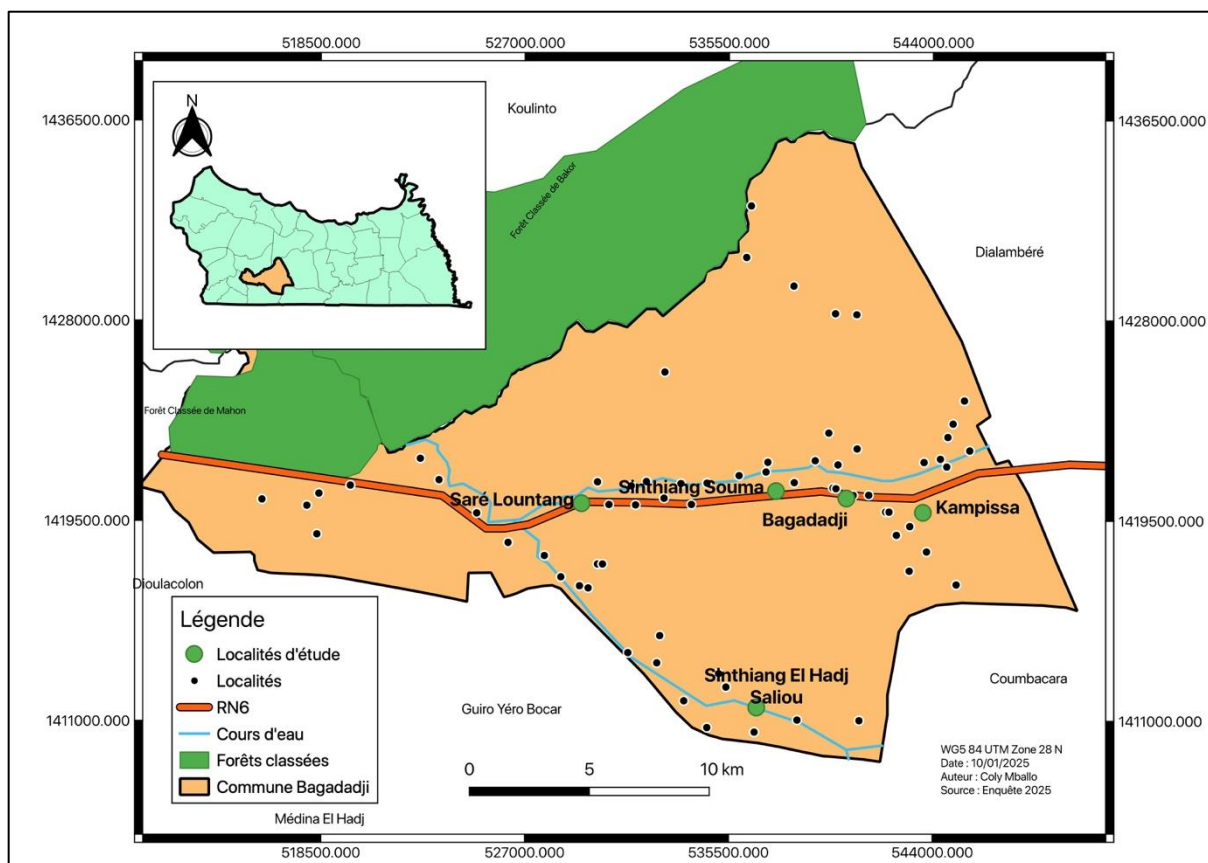 518500.000 527000.000 535500.000 544000.000
1436500.000
1436500.000
N
Koulinto
Forêt Classée de Bakor
Dialambéré
1428000.000
1428000.000
Forêt Classée de Mahon
Saré Lountang
Sinthiang Souma
Bagadadji
Kampissa
1419500.000
1419500.000
Dioulacolon
Légende
Localités d'étude
Localités
RN6
Cours d'eau
Forêts classées
Commune Bagadadji
Sinthiang El Hadj
Saliou
Guiro Yéro Bocar
Coumbacara
1411000.000
1411000.000
0 5 10 km
WG5 84 UTM Zone 28 N
Date : 10/01/2025
Auteur : Coly Mballo
Source : Enquête 2025
Médina El Hadj
518500.000 527000.000 535500.000 544000.000